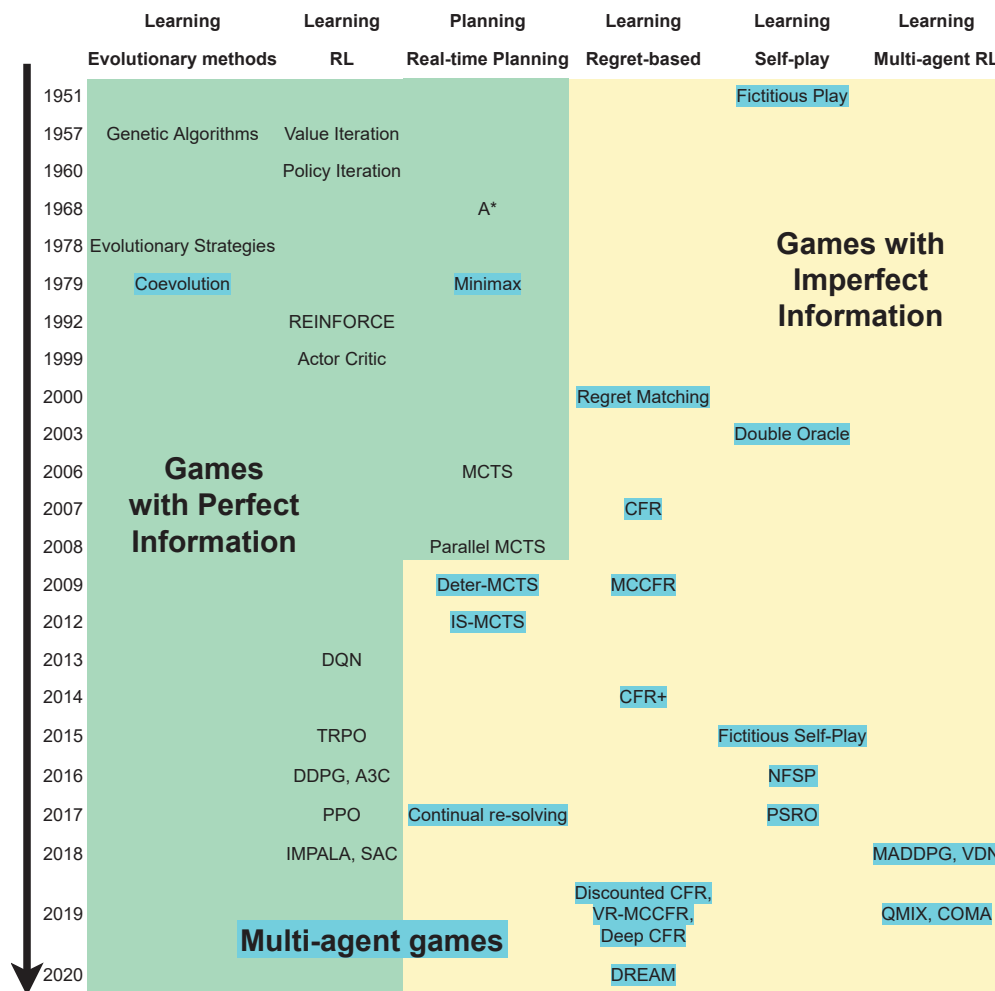 Learning Learning Planning Learning Learning Learning
Evolutionary methods RL Real-time Planning Regret-based Self-play Multi-agent RL
1951 Fictitious Play
1957 Genetic Algorithms Value Iteration
1960 Policy Iteration
1968 A*
1978 Evolutionary Strategies
Games with
Imperfect
Information
1979 Coevolution Minimax
1992 REINFORCE
1999 Actor Critic
2000 Regret Matching
2003 Double Oracle
Games
with Perfect
Information
2006 MCTS
2007 CFR
2008 Parallel MCTS
2009 Deter-MCTS MCCFR
2012 IS-MCTS
2013 DQN
2014 CFR+
2015 TRPO Fictitious Self-Play
2016 DDPG, A3C NFSP
2017 PPO Continual re-solving PSRO
2018 IMPALA, SAC MADDPG, VDN
2019 Discounted CFR,
VR-MCCFR,
Deep CFR
QMIX, COMA
Multi-agent games
2020 DREAM